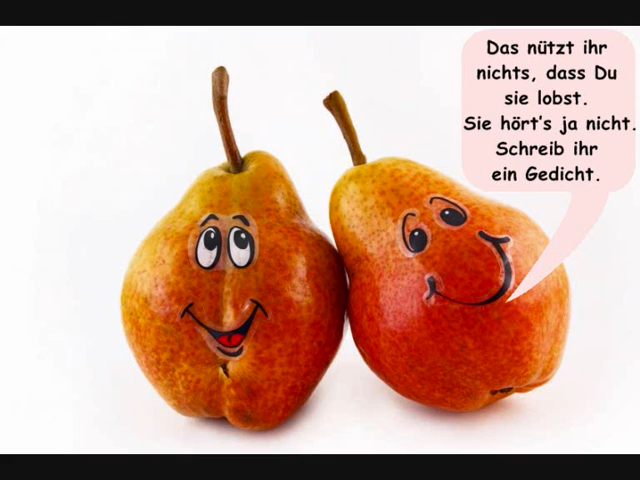 Das nützt ihr
nichts, dass Du
sie lobst.
Sie hört's ja nicht.
Schreib ihr
ein Gedicht.